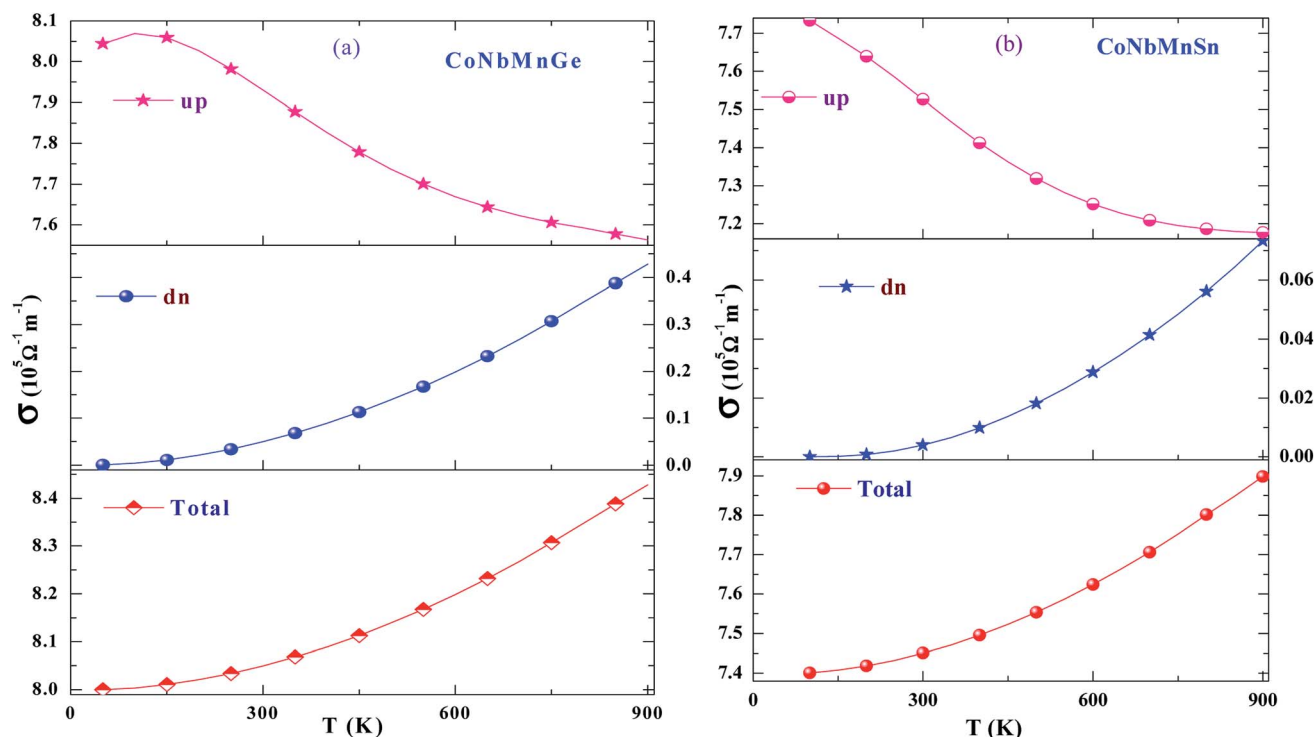 (a)
CoNbMnGe
up
8.1
8.0
7.9
7.8
7.7
7.6
dn
0.4
0.3
0.2
0.1
0.0
σ (10⁵Ω⁻¹m⁻¹)
Total
8.4
8.3
8.2
8.1
8.0
0 300 600 900
T (K)
(b)
CoNbMnSn
up
7.7
7.6
7.5
7.4
7.3
7.2
dn
0.06
0.04
0.02
0.00
σ (10⁵Ω⁻¹m⁻¹)
Total
7.9
7.8
7.7
7.6
7.5
7.4
0 300 600 900
T (K)